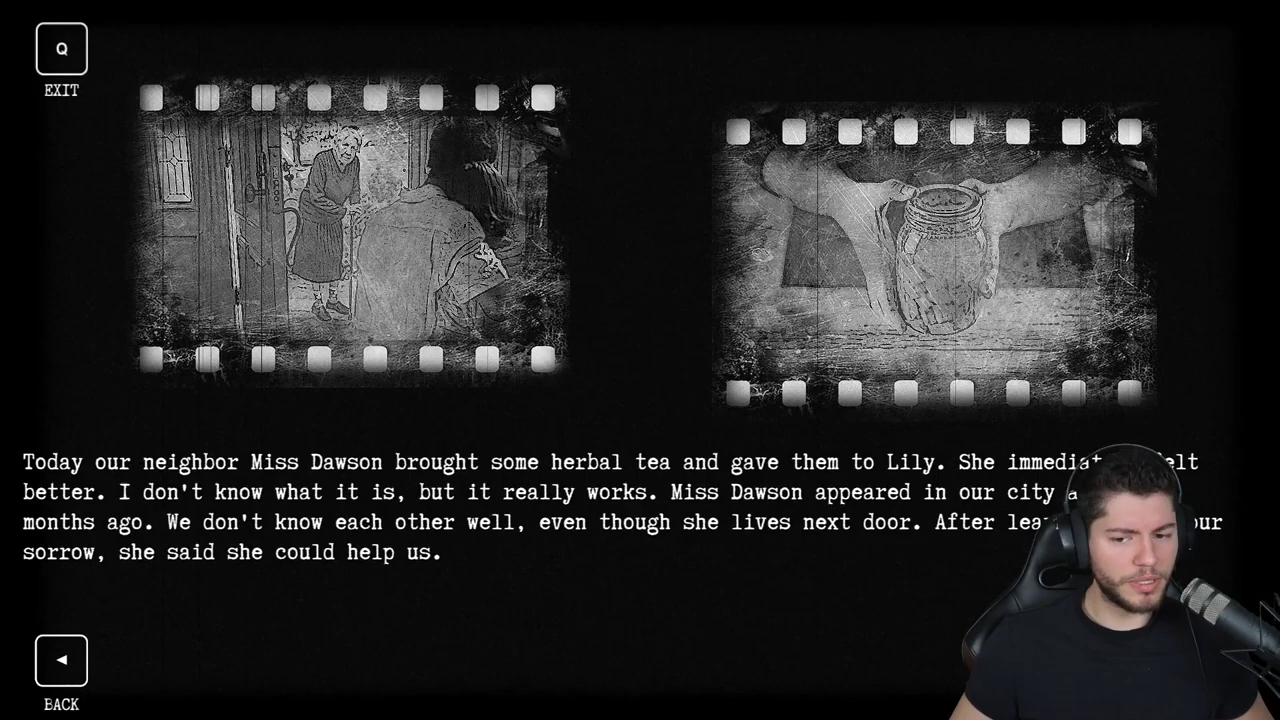 Q
EXIT
Today our neighbor Miss Dawson brought some herbal tea and gave them to Lily. She
better. I don't know what it is, but it really works. Miss Dawson appeared in our city
months ago. We don't know each other well, even though she lives next door. After
sorrow, she said she could help us.
BACK